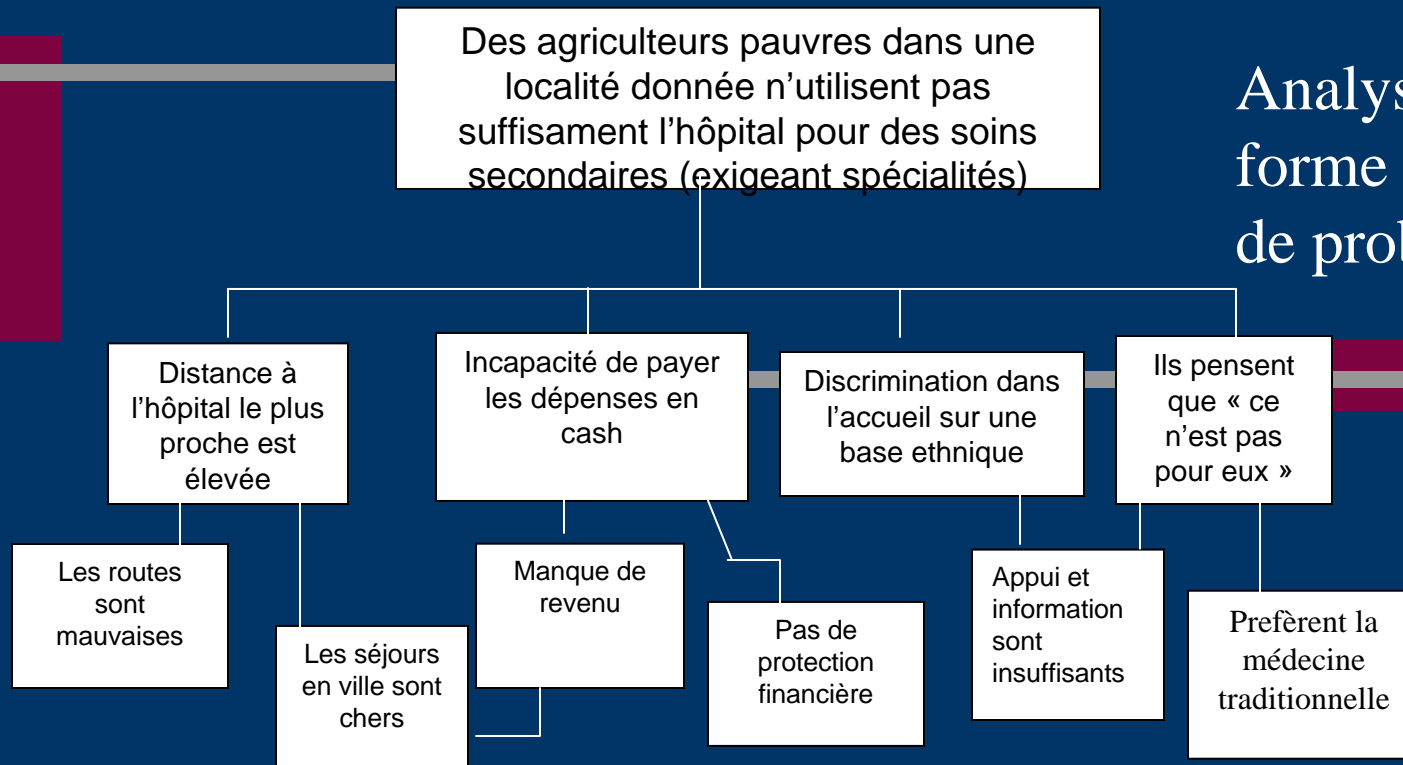 Des agriculteurs pauvres dans une
localité donnée n'utilisent pas
suffisament l'hôpital pour des soins
secondaires (exigeant spécialités)
Analys
forme
de prol
Distance à
l'hôpital le plus
proche est
élevée
Incapacité de payer
les dépenses en
cash
Discrimination dans
l'accueil sur une
base ethnique
Ils pensent
que « ce
n'est pas
pour eux »
Les routes
sont
mauvaises
Les séjours
en ville sont
chers
Manque de
revenu
Pas de
protection
financière
Appui et
information
sont
insuffisants
Prefèrent la
médecine
traditionnelle